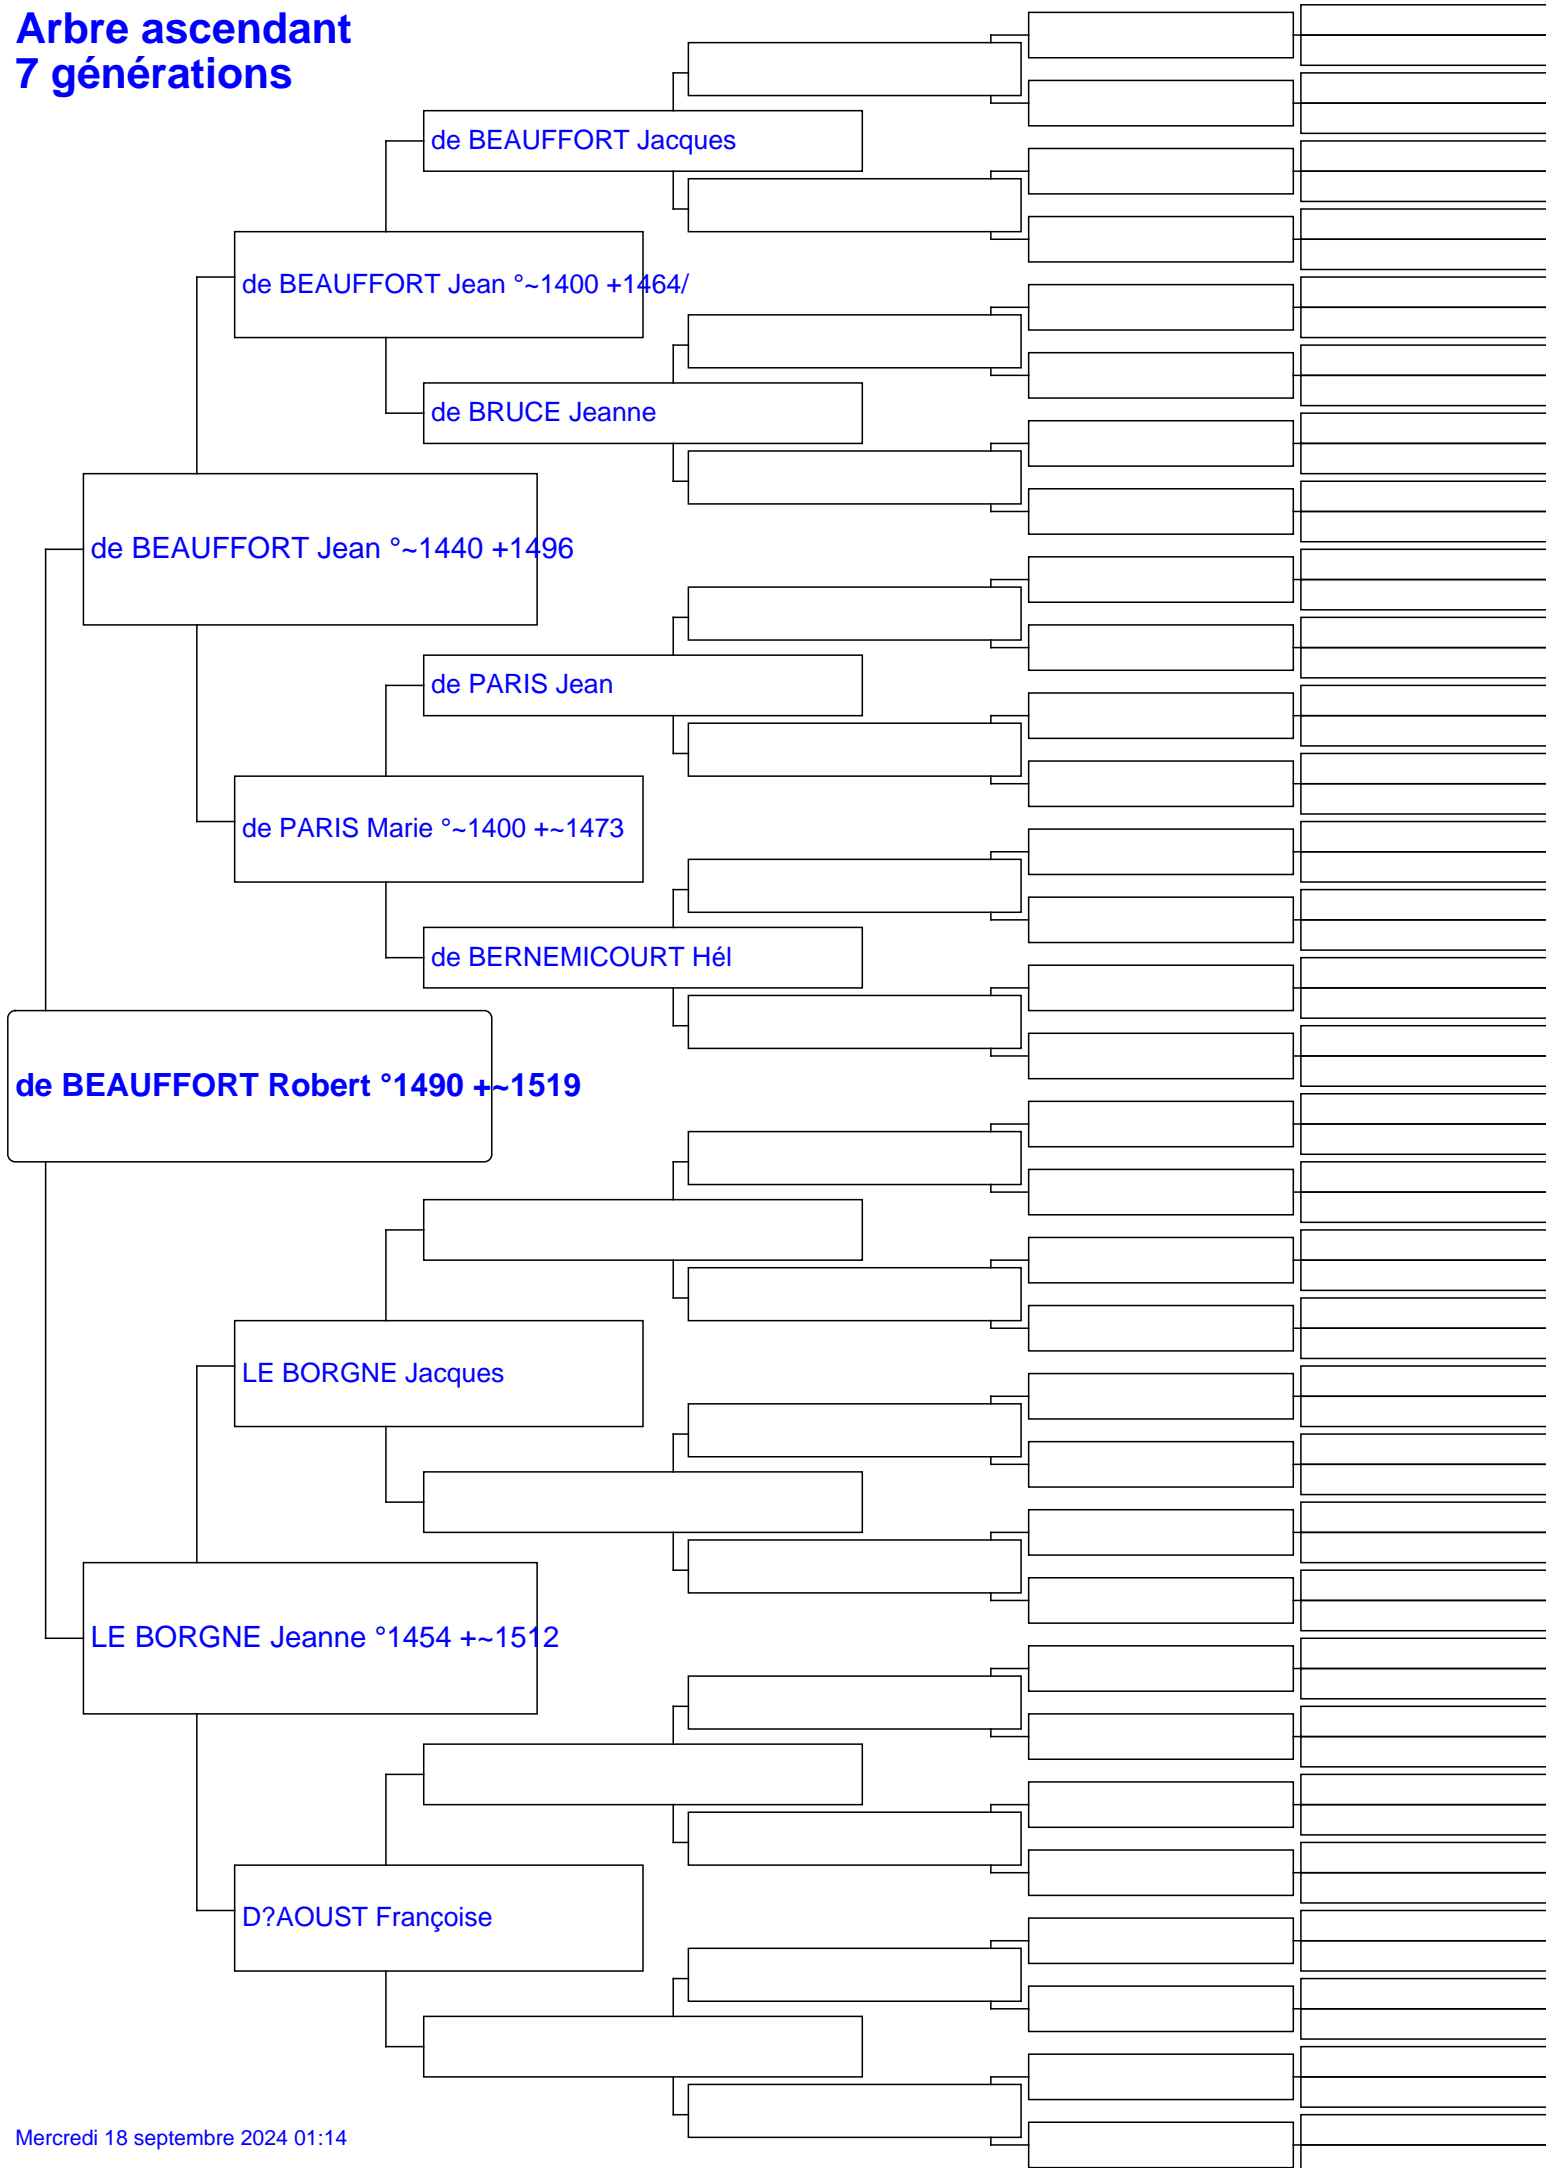 Arbre ascendant
7 générations
de BEAUFFORT Jacques
de BEAUFFORT Jean °~1400 +1464/
de BRUCE Jeanne
de BEAUFFORT Jean °~1440 +1496
de PARIS Jean
de PARIS Marie °~1400 +~1473
de BERNEMICOURT Hél
de BEAUFFORT Robert °1490 +~1519
LE BORGNE Jacques
LE BORGNE Jeanne °1454 +~1512
D?AOUST Françoise
Mercredi 18 septembre 2024 01:14